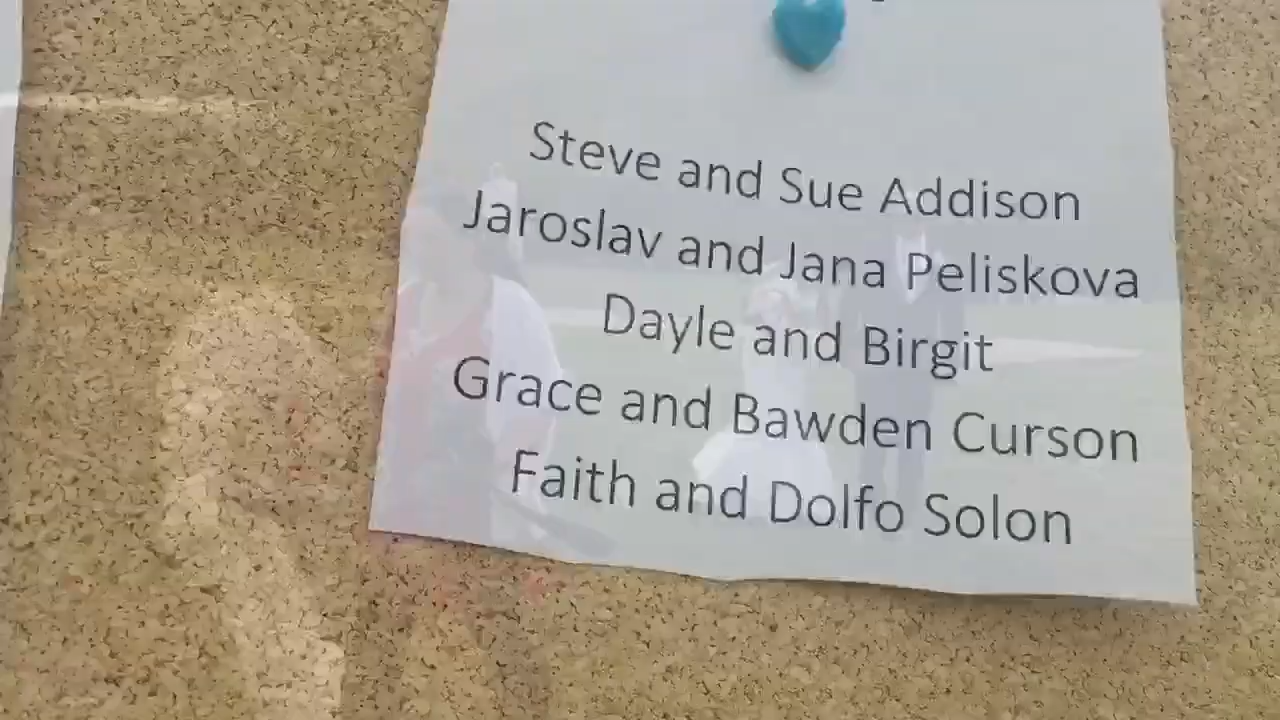 Steve and Sue Addison
Jaroslav and Jana Peliskova
Dayle and Birgit
Grace and Bawden Curson
Faith and Dolfo Solon